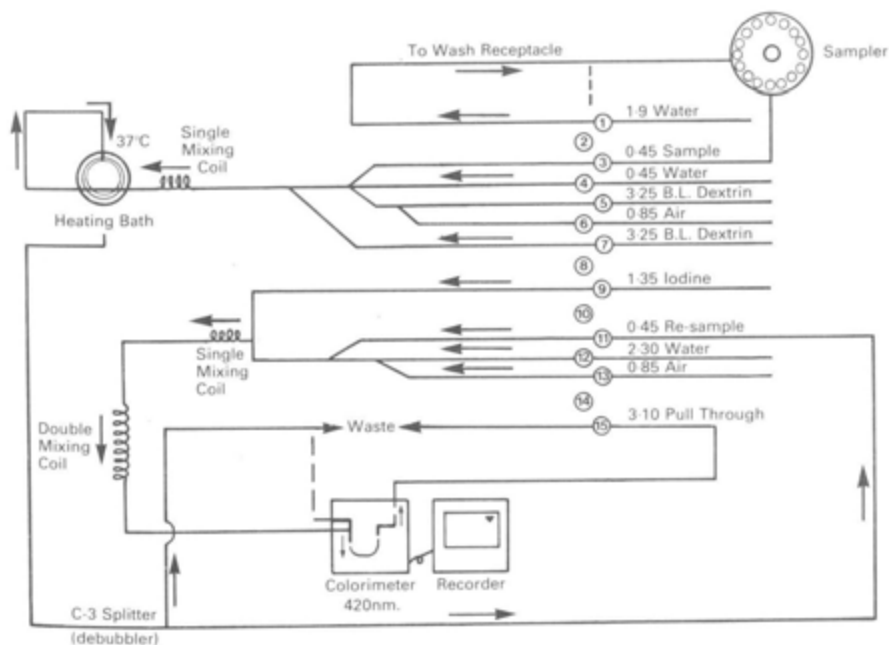 To Wash Receptacle
Sampler
1·9 Water
1
2
37°C
Single
Mixing
Coil
0·45 Sample
3
0·45 Water
4
3·25 B.L. Dextrin
5
0·85 Air
6
3·25 B.L. Dextrin
7
Heating Bath
8
1·35 Iodine
9
10
0·45 Re-sample
11
2·30 Water
12
0·85 Air
13
Single
Mixing
Coil
14
3·10 Pull Through
15
Double
Mixing
Coil
Waste
Colorimeter
420nm.
Recorder
C-3 Splitter
(debubbler)